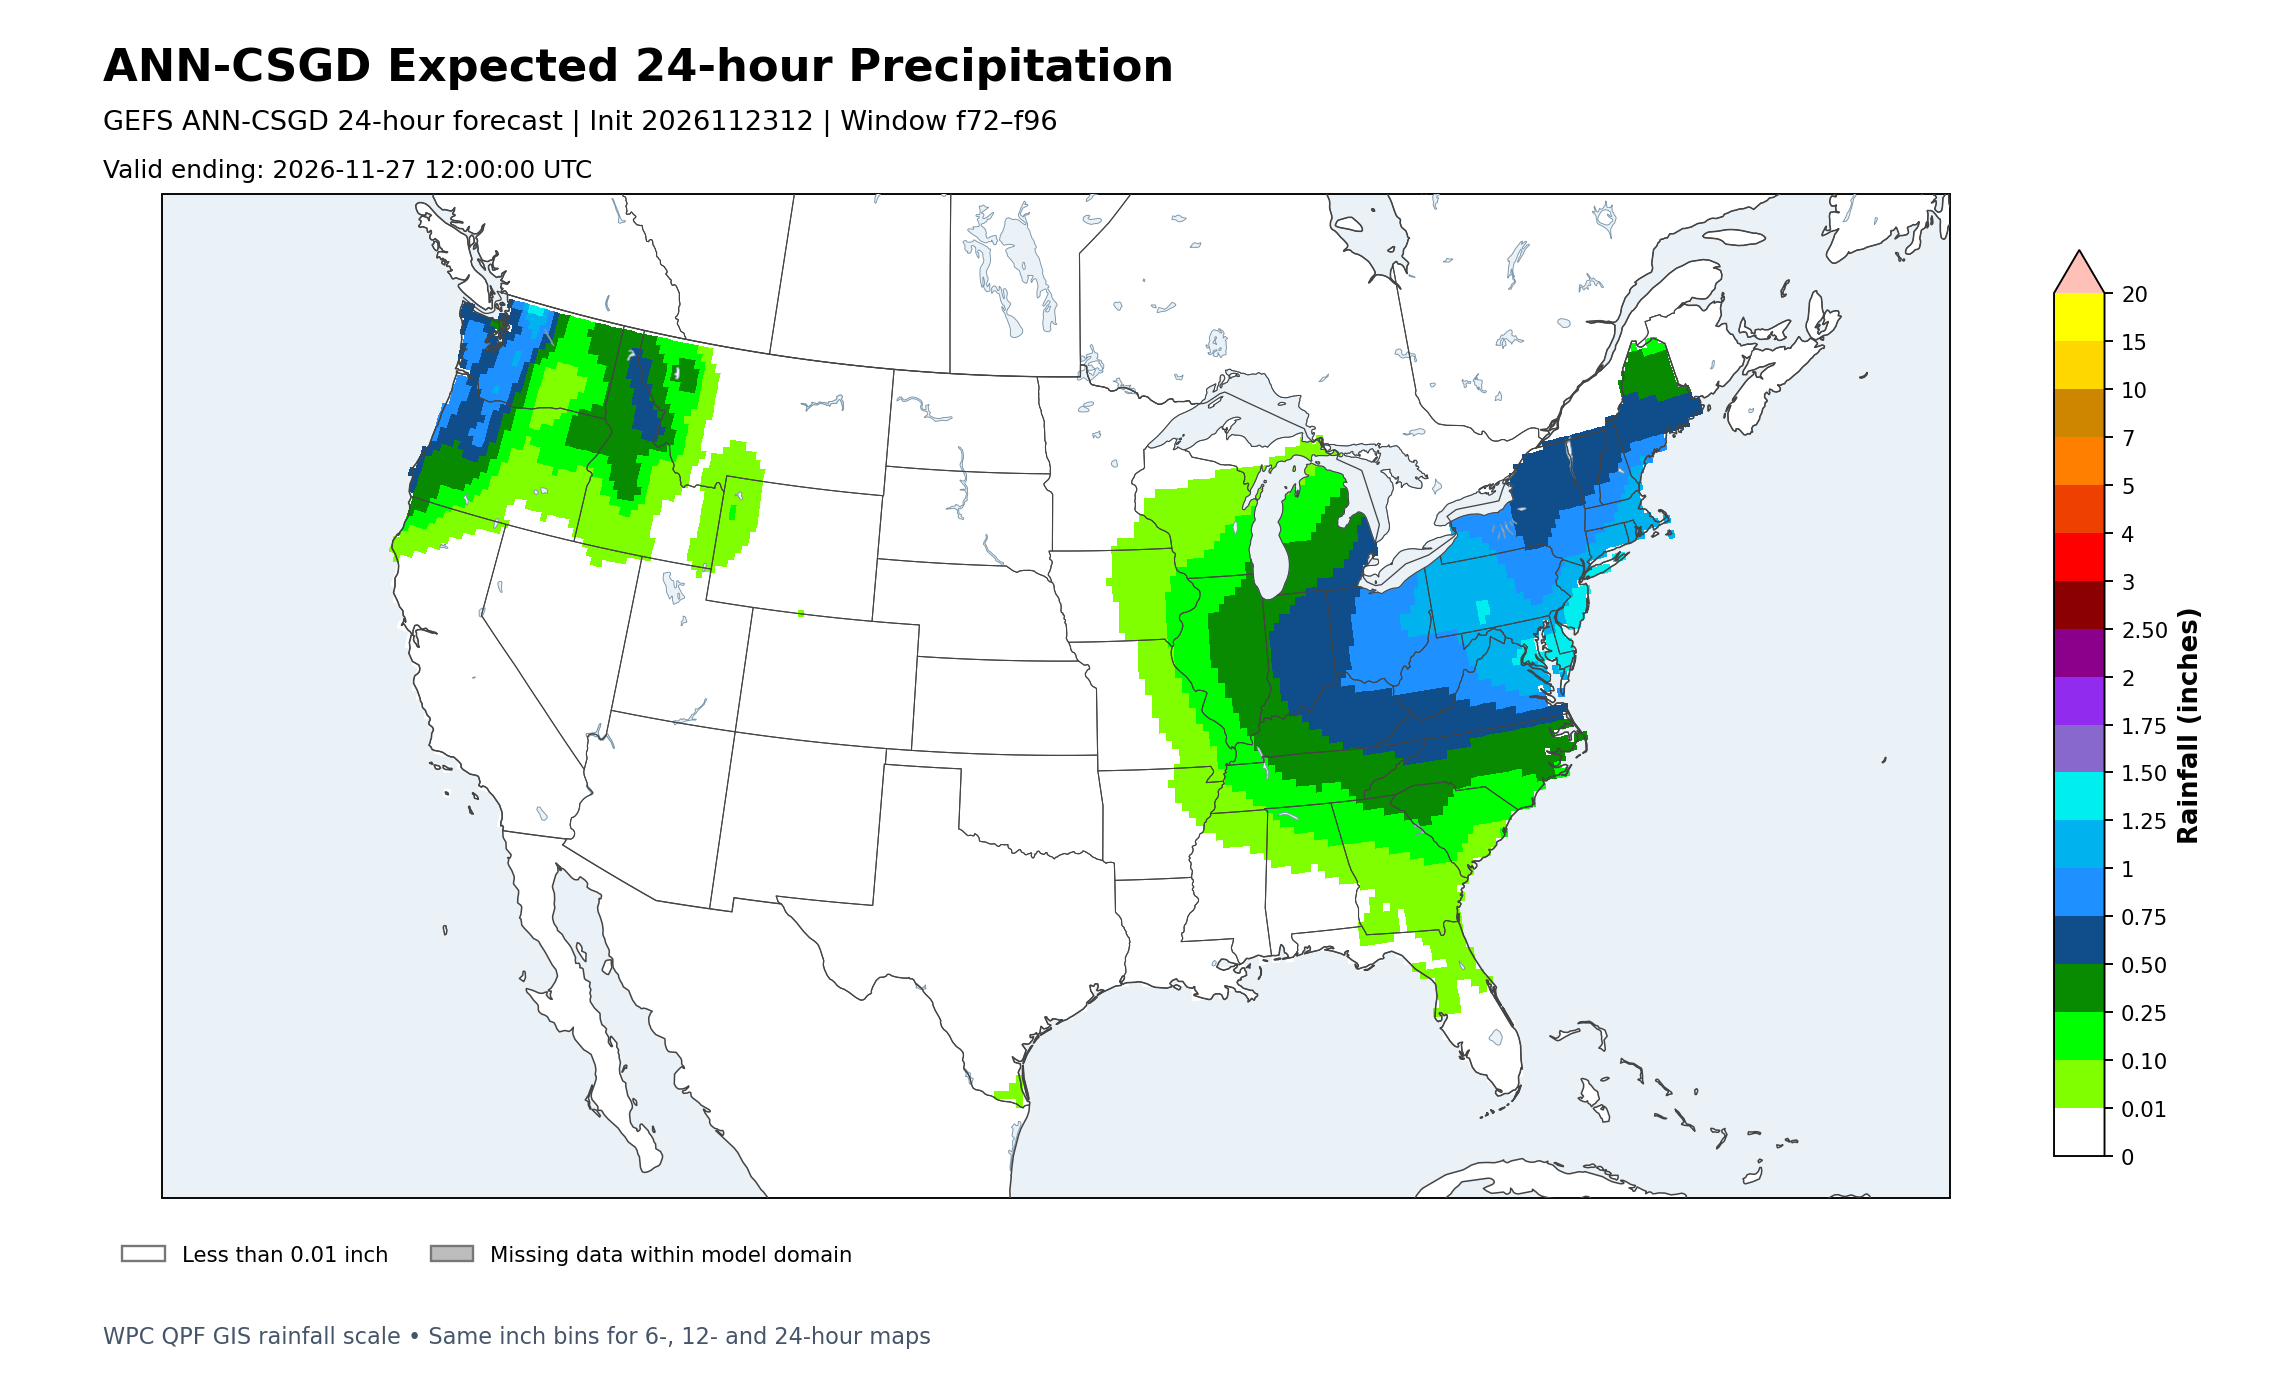 ANN-CSGD Expected 24-hour Precipitation
GEFS ANN-CSGD 24-hour forecast | Init 2026112312 | Window f72–f96
Valid ending: 2026-11-27 12:00:00 UTC
20
15
10
7
5
4
3
2.50
2
1.75
1.50
1.25
1
0.75
0.50
0.25
0.10
0.01
0
Rainfall (inches)
Less than 0.01 inch
Missing data within model domain
WPC QPF GIS rainfall scale • Same inch bins for 6-, 12- and 24-hour maps